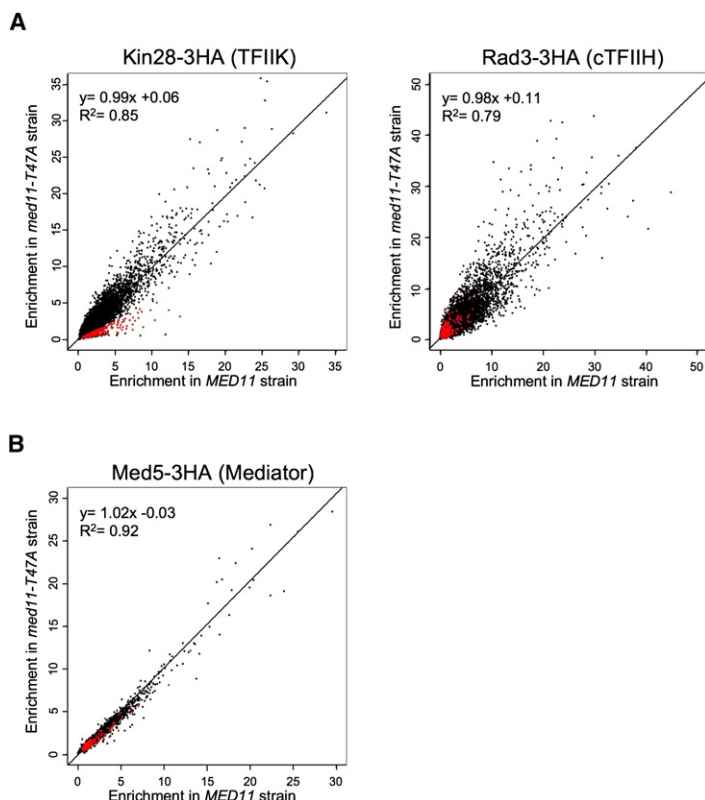 A
Kin28-3HA (TFIIK)
y= 0.99x +0.06
R²= 0.85
Enrichment in med11-T47A strain
35
30
25
20
15
10
5
0
0 5 10 15 20 25 30 35
Enrichment in MED11 strain
Rad3-3HA (cTFIIH)
y= 0.98x +0.11
R²= 0.79
Enrichment in med11-T47A strain
50
40
30
20
10
0
0 10 20 30 40 50
Enrichment in MED11 strain
B
Med5-3HA (Mediator)
y= 1.02x -0.03
R²= 0.92
Enrichment in med11-T47A strain
30
25
20
15
10
5
0
0 5 10 15 20 25 30
Enrichment in MED11 strain